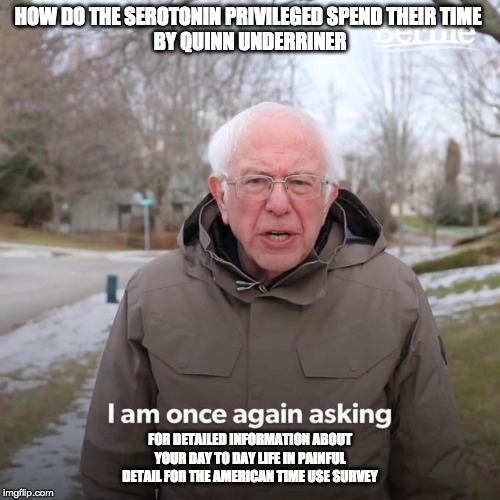 HOW DO THE SEROTONIN PRIVILEGED SPEND THEIR TIME
BY QUINN UNDERRINER
Bernie
I am once again asking
FOR DETAILED INFORMATION ABOUT
YOUR DAY TO DAY LIFE IN PAINFUL
DETAIL FOR THE AMERICAN TIME USE SURVEY
imgflip.com